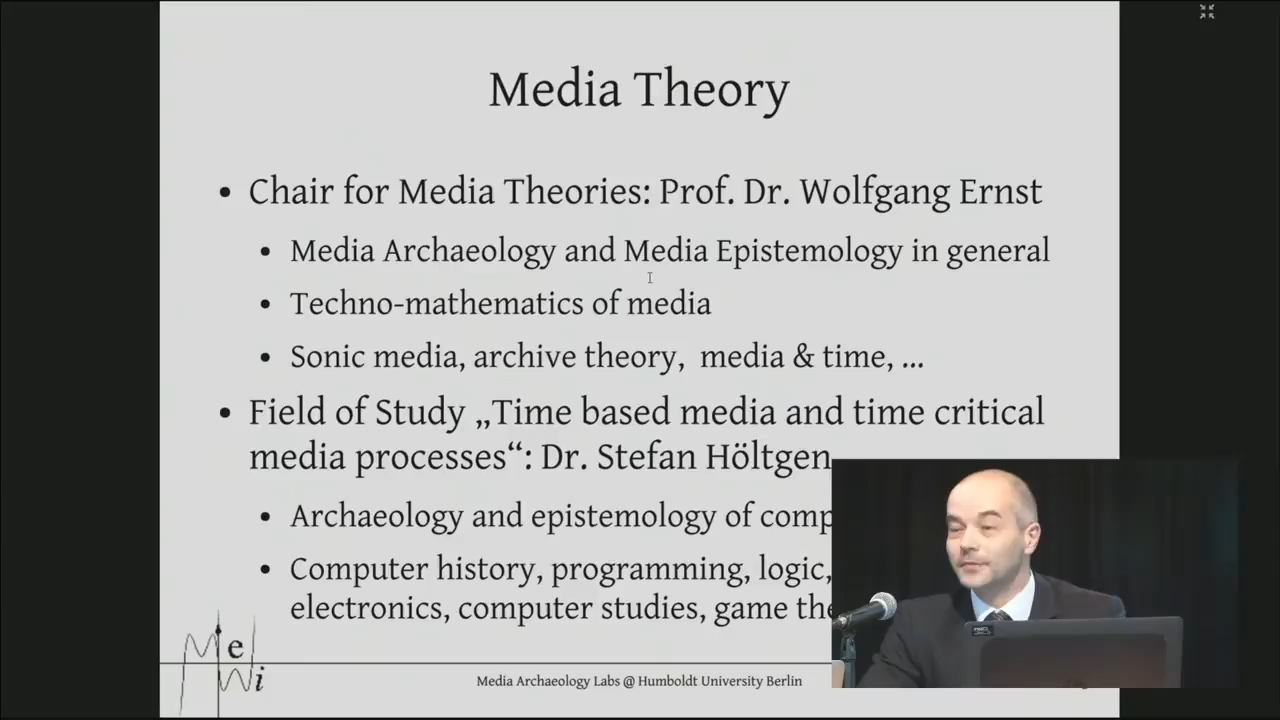 Media Theory
• Chair for Media Theories: Prof. Dr. Wolfgang Ernst
• Media Archaeology and Media Epistemology in general
• Techno-mathematics of media
• Sonic media, archive theory,  media & time, ...
• Field of Study „Time based media and time critical
media processes“: Dr. Stefan Höltgen
• Archaeology and epistemology of comp
• Computer history, programming, logic,
electronics, computer studies, game the
Me
i
Media Archaeology Labs @ Humboldt University Berlin